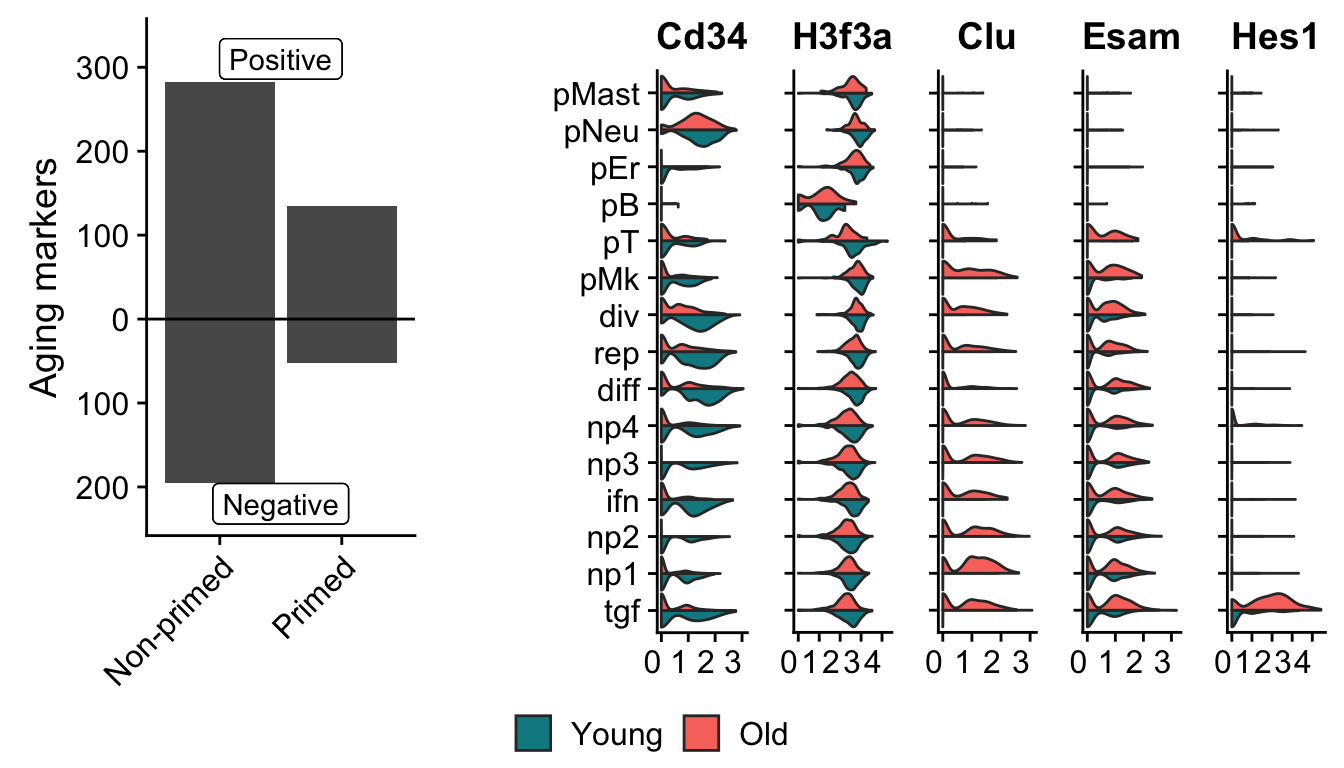 Aging markers
300
200
100
0
100
200
Positive
Negative
Non-primed
Primed
Cd34 H3f3a Clu Esam Hes1
pMast
pNeu
pEr
pB
pT
pMk
div
rep
diff
np4
np3
ifn
np2
np1
tgf
0 1 2 3 0 1 2 3 4 0 1 2 3 0 1 2 3 0 1 2 3 4
Young Old